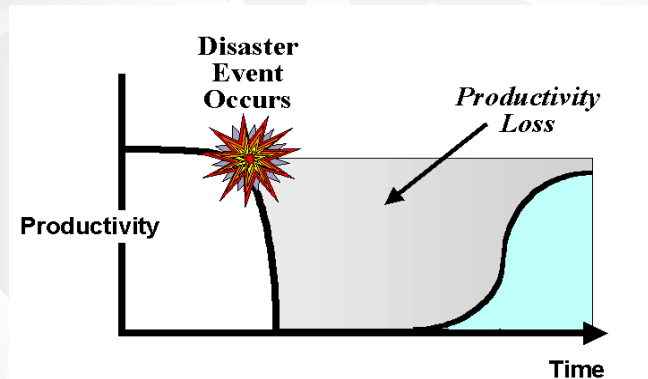 Disaster
Event
Occurs
Productivity
Loss
Productivity
Time